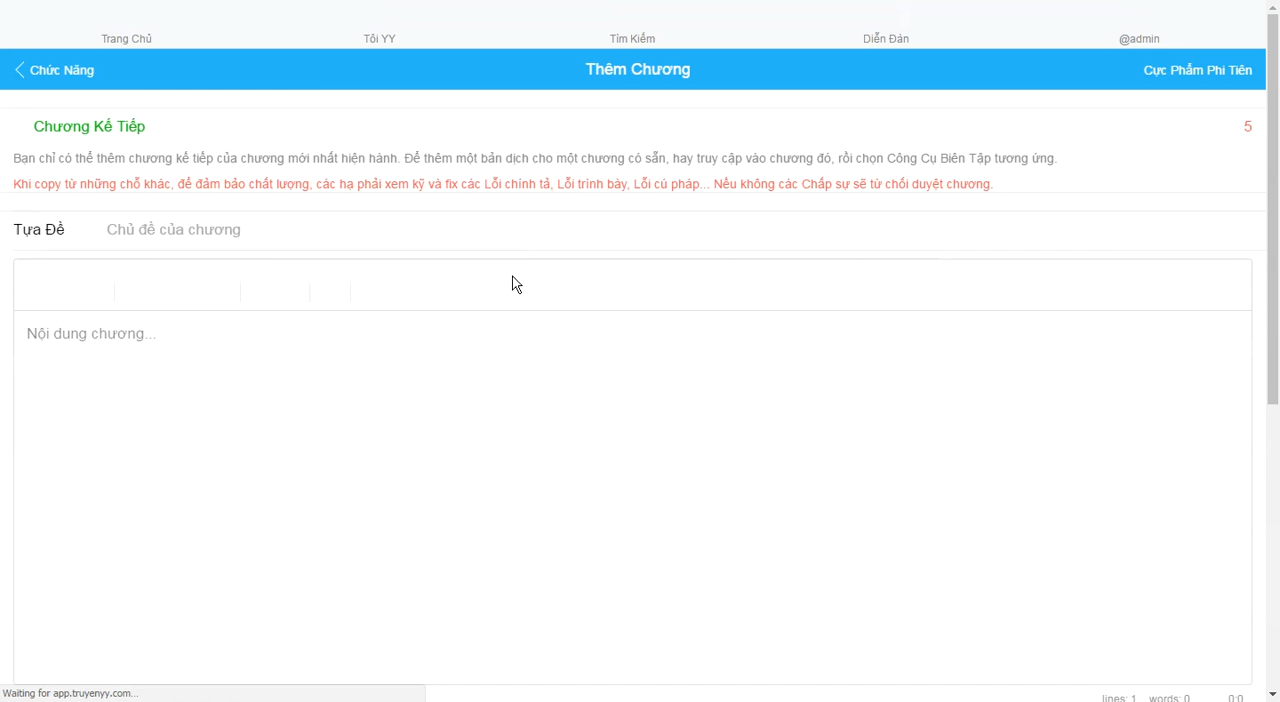 Trang Chủ Tôi YY Tìm Kiếm Diễn Đàn @admin
Chức Năng Thêm Chương Cực Phẩm Phi Tiên
Chương Kế Tiếp 5
Bạn chỉ có thể thêm chương kế tiếp của chương mới nhất hiện hành. Để thêm một bản dịch cho một chương có sẵn, hay truy cập vào chương đó, rồi chọn Công Cụ Biên Tập tương ứng.
Khi copy từ những chỗ khác, để đảm bảo chất lượng, các hạ phải xem kỹ và fix các Lỗi chính tả, Lỗi trình bày, Lỗi cú pháp... Nếu không các Chấp sự sẽ từ chối duyệt chương.
Tựa Đề Chủ đề của chương
Nội dung chương...
Waiting for app.truyenyy.com...
lines: 1 words: 0 0:0